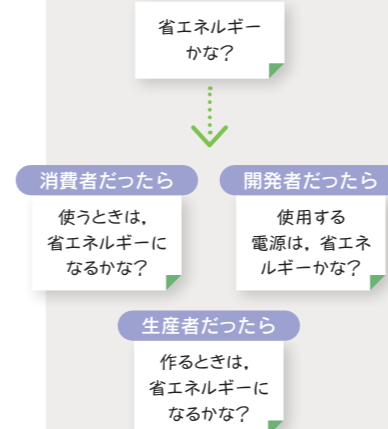 省エネルギー
かな?
消費者だったら
使うときは,
省エネルギーに
なるかな?
開発者だったら
使用する
電源は, 省エネ
ルギーかな?
生産者だったら
作るときは,
省エネルギーに
なるかな?